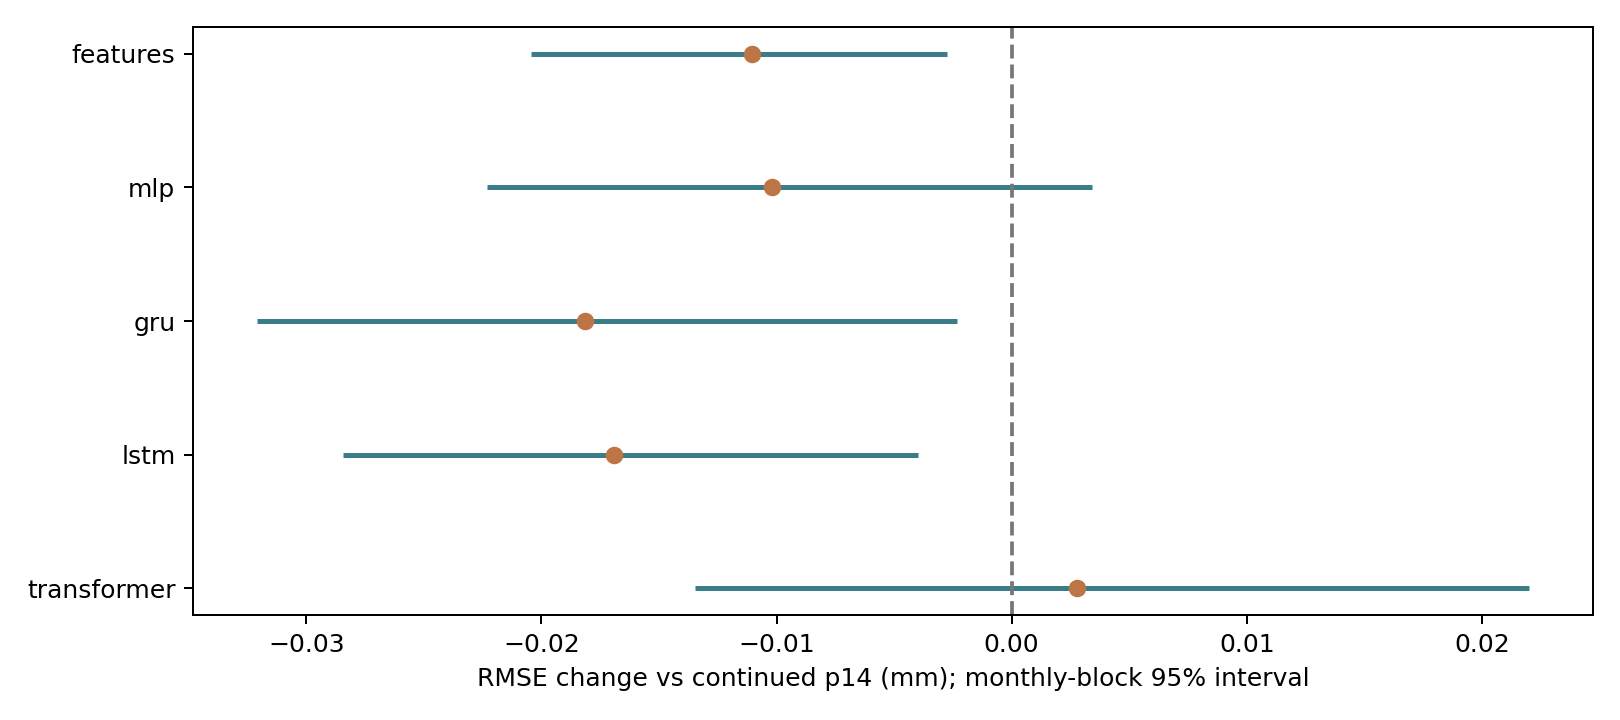 features
mlp
gru
lstm
transformer
−0.03 −0.02 −0.01 0.00 0.01 0.02
RMSE change vs continued p14 (mm); monthly-block 95% interval